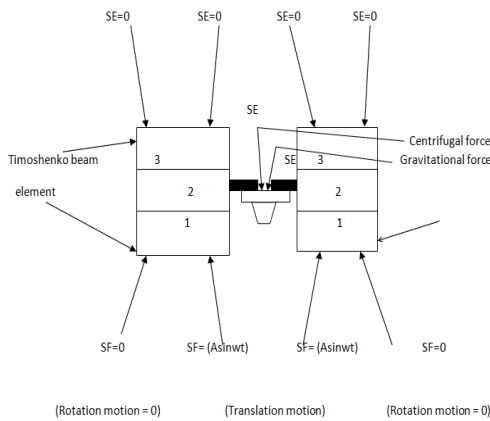 SE=0 SE=0 SE=0 SE=0
SE
Centrifugal force
Timoshenko beam 3 SE 3 Gravitational force
element 2 2
1 1
SF=0 SF= (Asinwt) SF= (Asinwt) SF=0
(Rotation motion = 0) (Translation motion) (Rotation motion = 0)